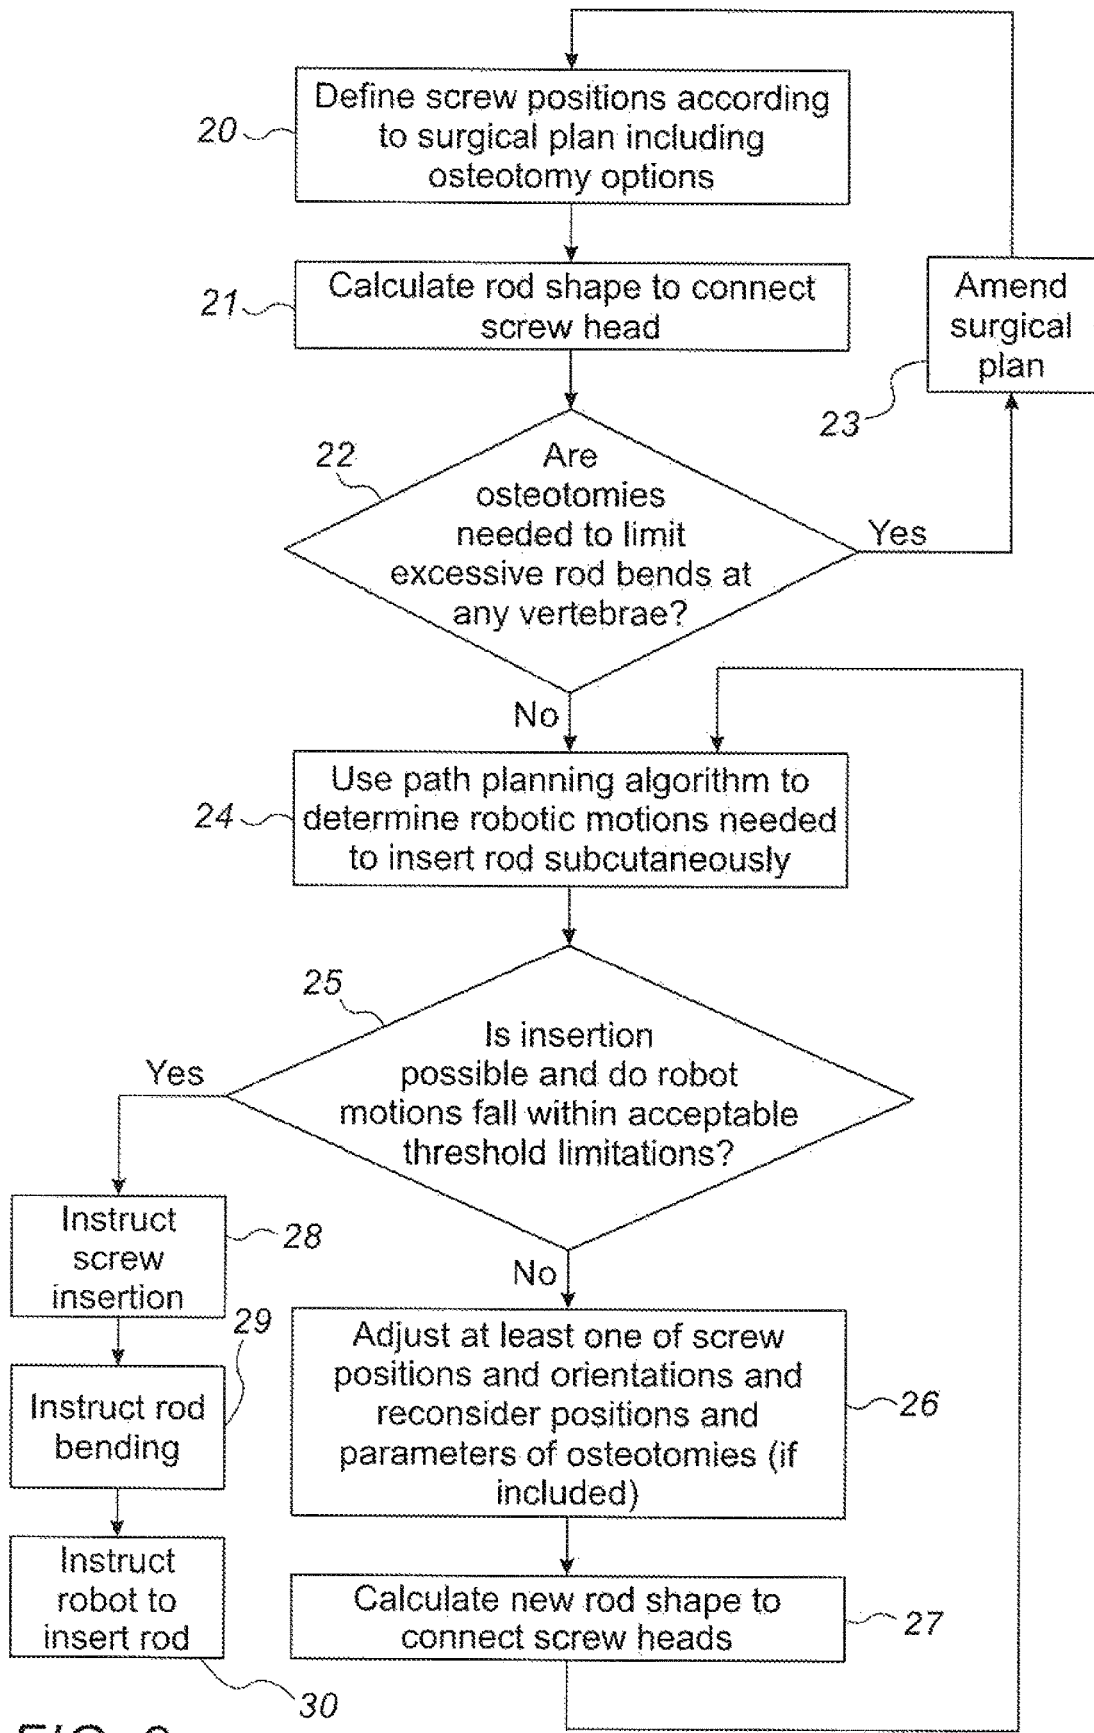 Define screw positions according
to surgical plan including
osteotomy options
20
Calculate rod shape to connect
screw head
21
Amend
surgical
plan
23
22
Are
osteotomies
needed to limit
excessive rod bends at
any vertebrae?
Yes
No
Use path planning algorithm to
determine robotic motions needed
to insert rod subcutaneously
24
25
Is insertion
possible and do robot
motions fall within acceptable
threshold limitations?
Yes
No
Instruct
screw
insertion
28
Instruct rod
bending
29
Instruct
robot to
insert rod
30
Adjust at least one of screw
positions and orientations and
reconsider positions and
parameters of osteotomies (if
included)
26
Calculate new rod shape to
connect screw heads
27